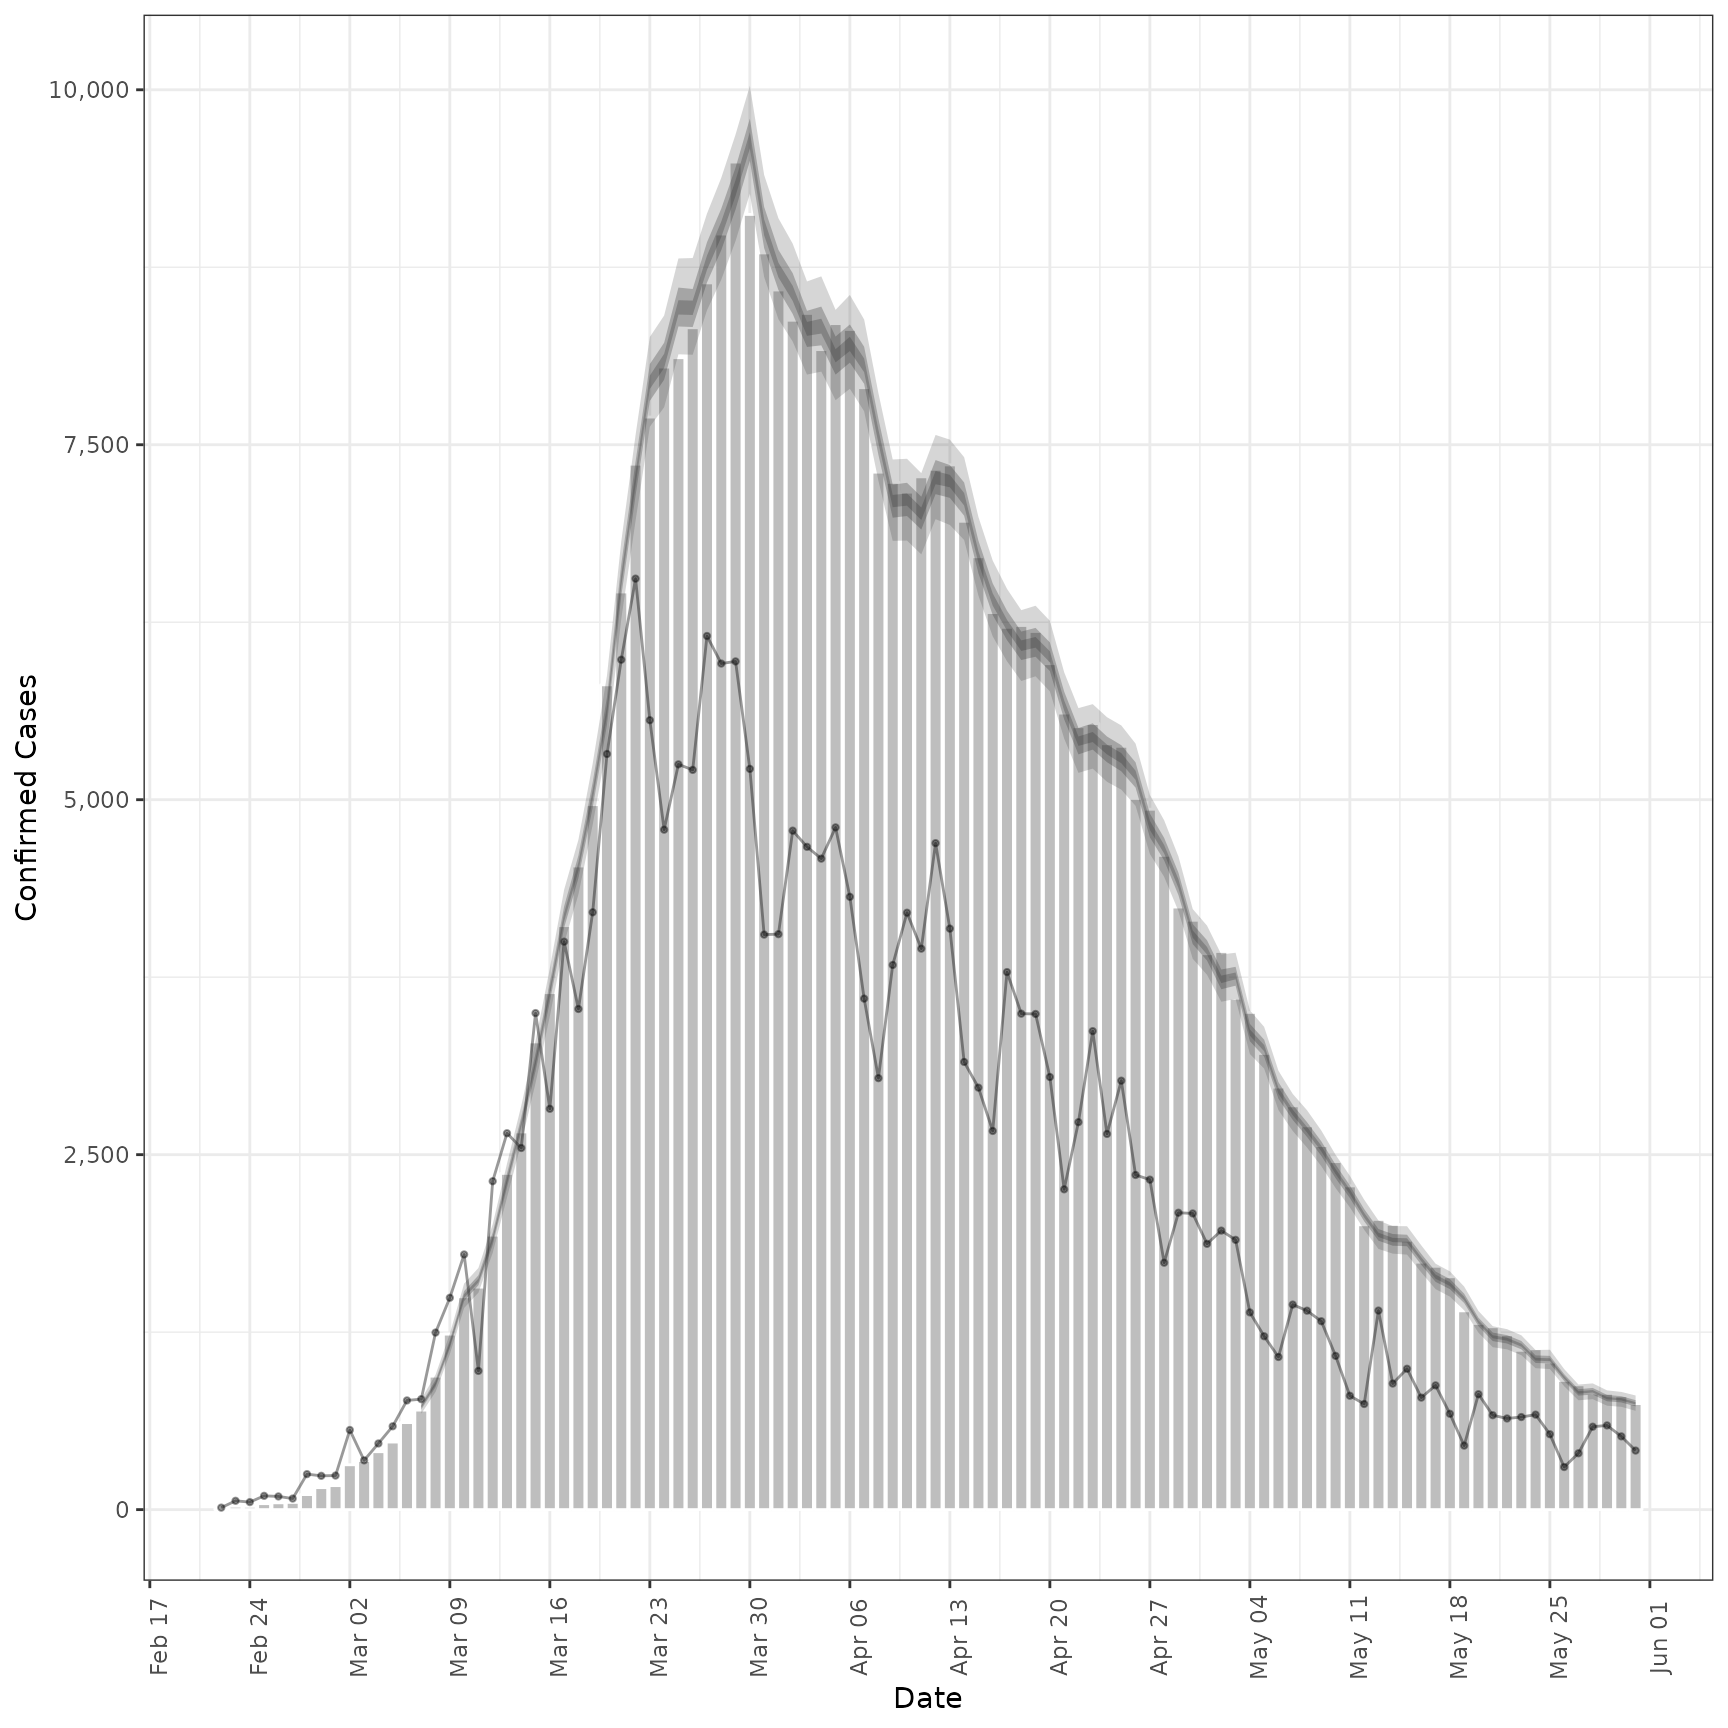 Confirmed Cases
10,000
7,500
5,000
2,500
0
Feb 17
Feb 24
Mar 02
Mar 09
Mar 16
Mar 23
Mar 30
Apr 06
Apr 13
Apr 20
Apr 27
May 04
May 11
May 18
May 25
Jun 01
Date